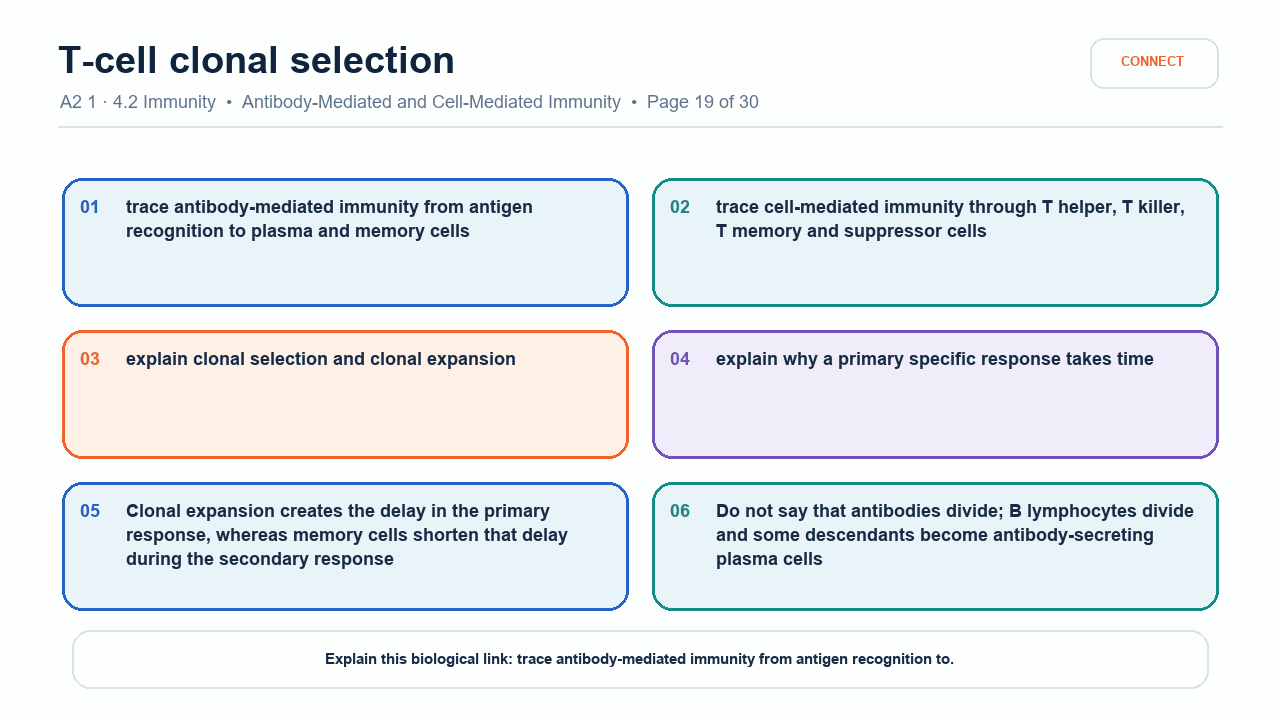 T-cell clonal selection
CONNECT
A2 1 · 4.2 Immunity • Antibody-Mediated and Cell-Mediated Immunity • Page 19 of 30
01 trace antibody-mediated immunity from antigen
recognition to plasma and memory cells
02 trace cell-mediated immunity through T helper, T killer,
T memory and suppressor cells
03 explain clonal selection and clonal expansion
04 explain why a primary specific response takes time
05 Clonal expansion creates the delay in the primary
response, whereas memory cells shorten that delay
during the secondary response
06 Do not say that antibodies divide; B lymphocytes divide
and some descendants become antibody-secreting
plasma cells
Explain this biological link: trace antibody-mediated immunity from antigen recognition to.